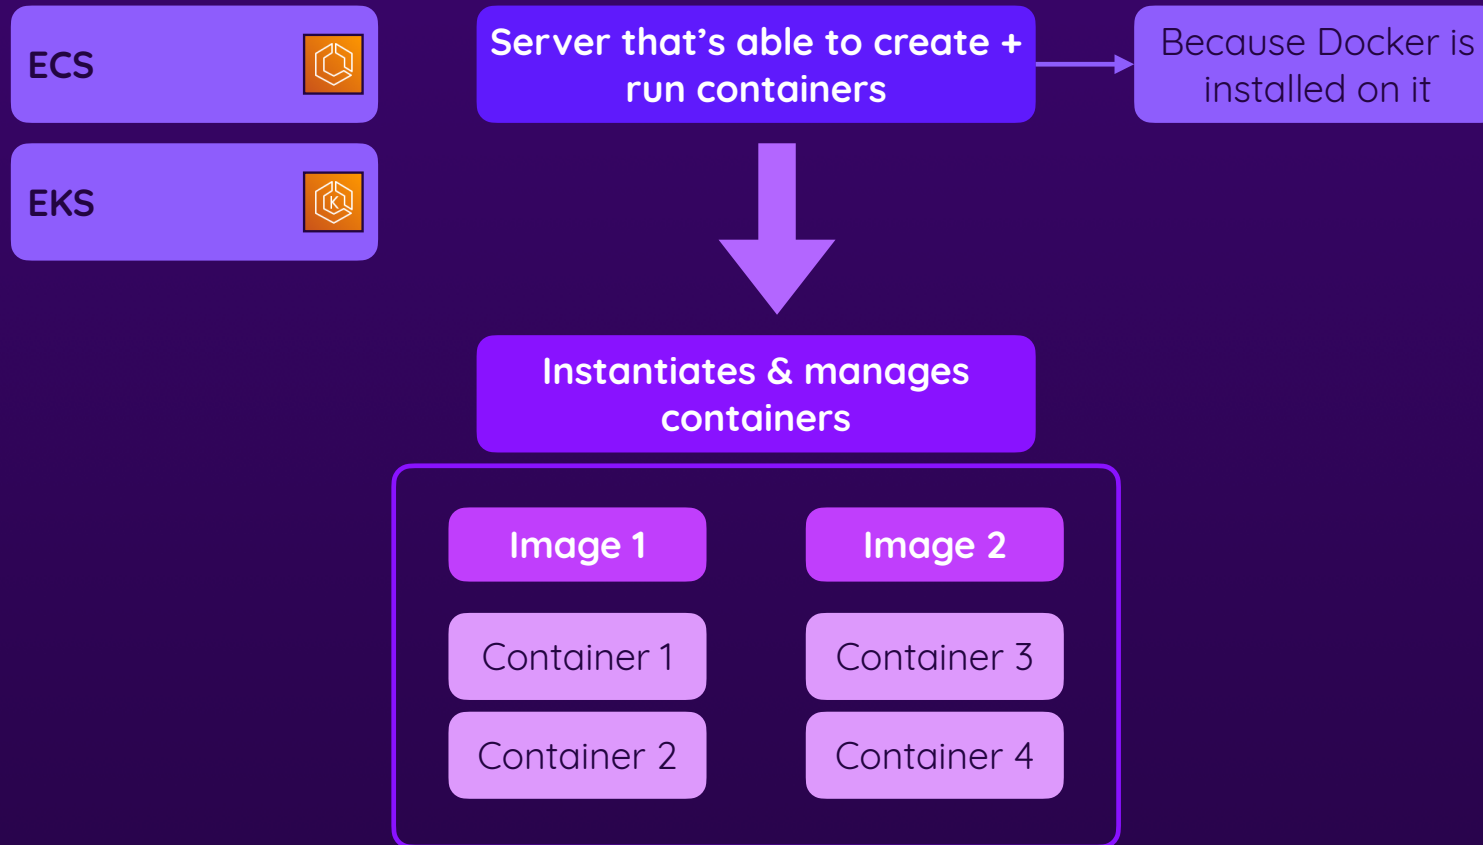 ECS
EKS
Server that’s able to create +
run containers
Because Docker is
installed on it
Instantiates & manages
containers
Image 1
Image 2
Container 1
Container 3
Container 2
Container 4